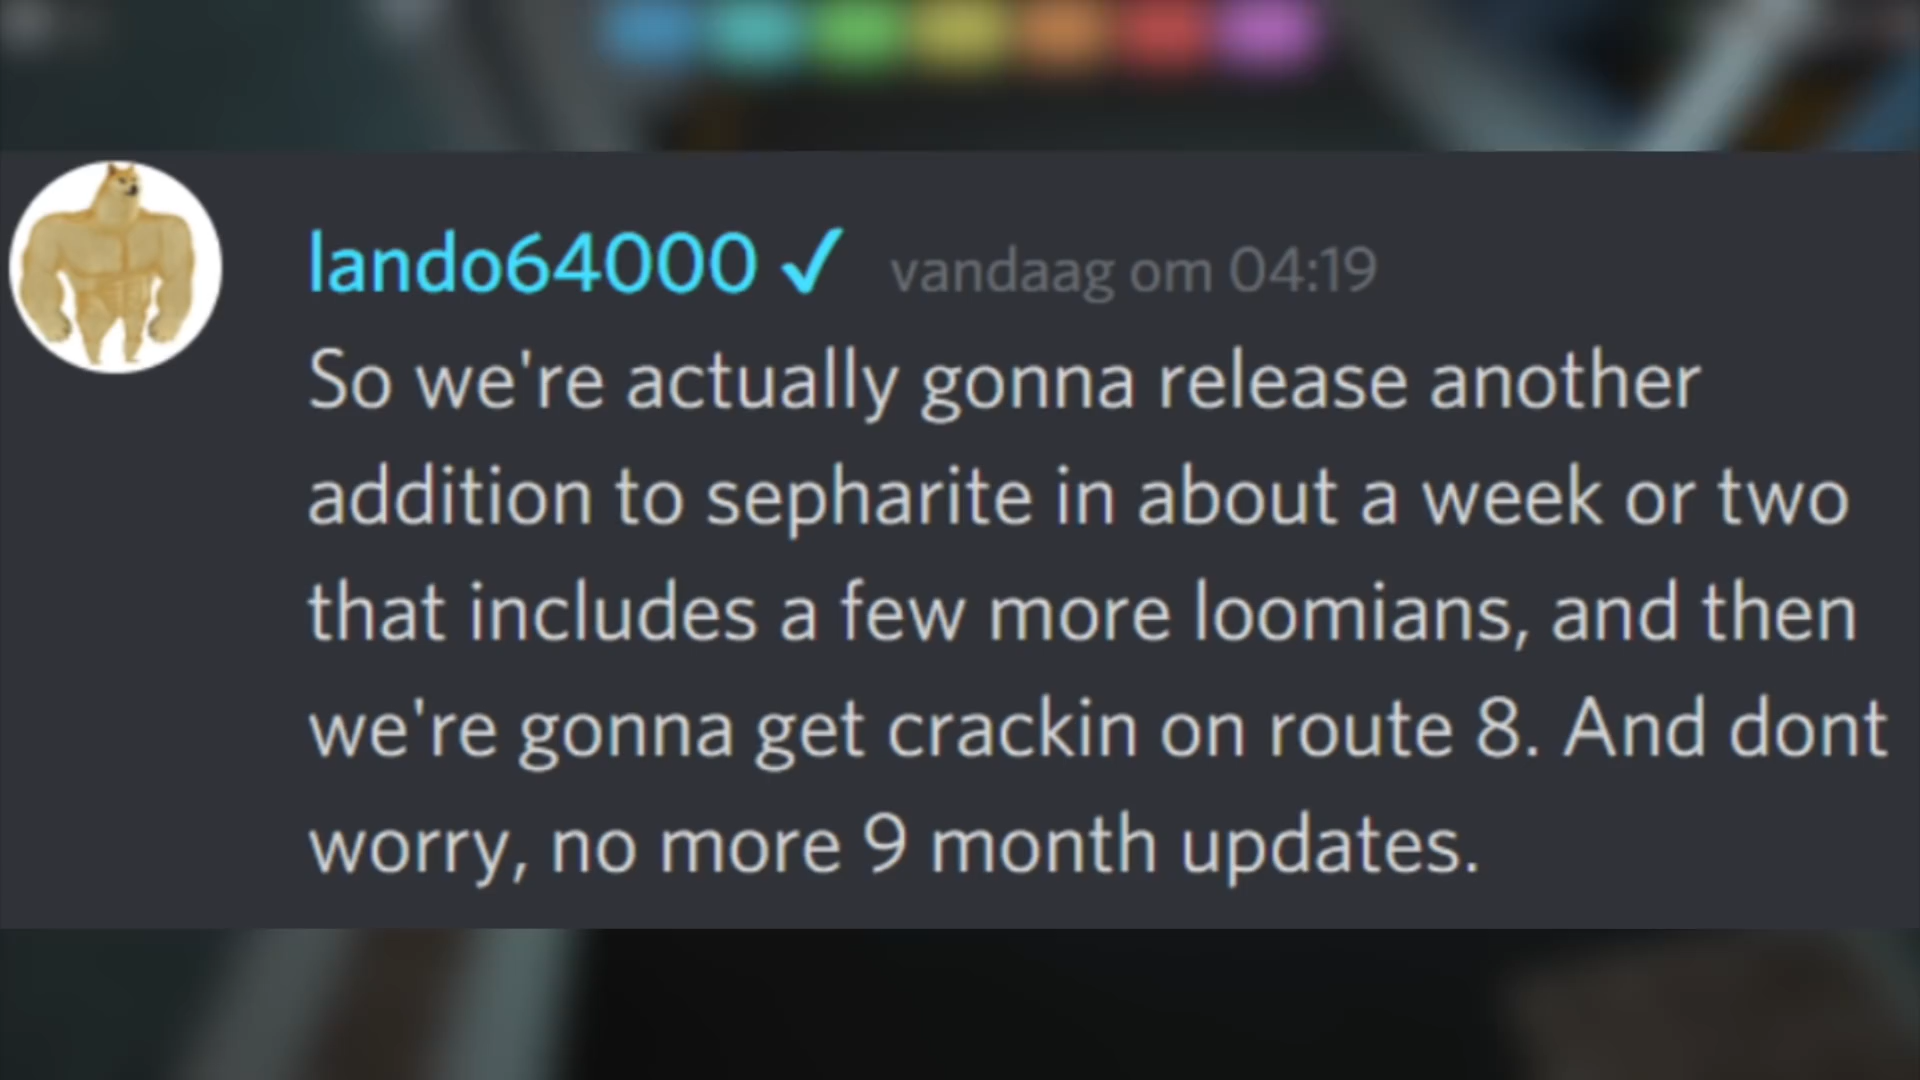 lando64000 ✓ vandaag om 04:19
So we're actually gonna release another
addition to sepharite in about a week or two
that includes a few more loomians, and then
we're gonna get crackin on route 8. And dont
worry, no more 9 month updates.